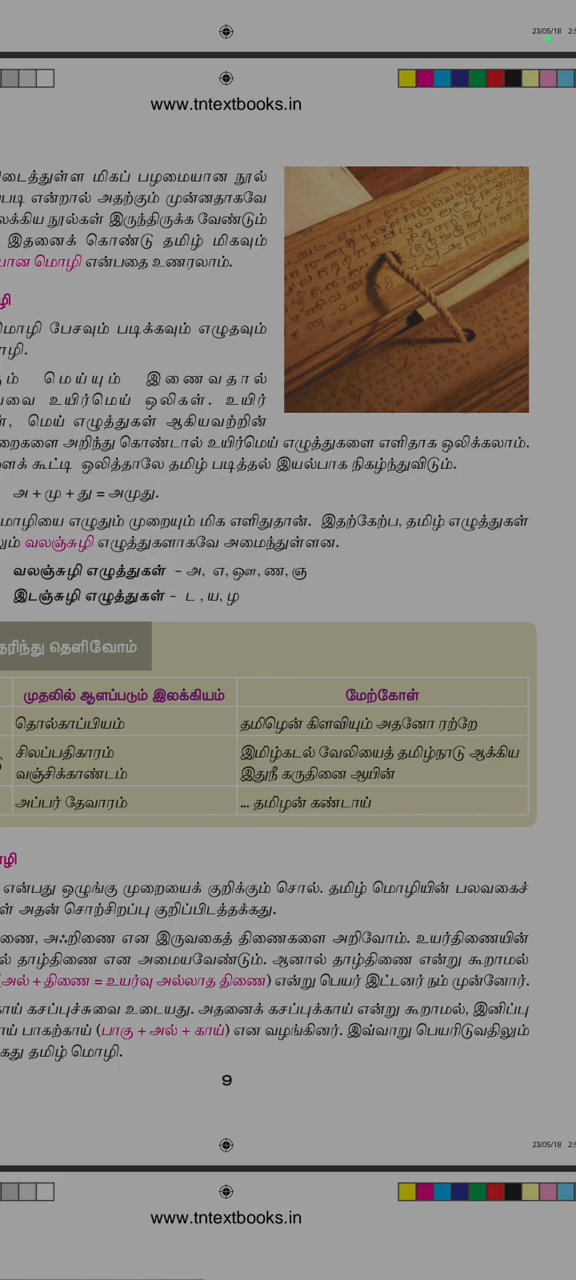 23/05/18 2:5
www.tntextbooks.in
டைத்துள்ள மிகப் பழமையான நூல்
படி என்றால் அதற்கும் முன்னதாகவே
லக்கிய நூல்கள் இருந்திருக்க வேண்டும்
இதனைக் கொண்டு தமிழ் மிகவும்
யான மொழி என்பதை உணரலாம்.
ழி
மொழி பேசவும் படிக்கவும் எழுதவும்
ாழி.
ம் மெய்யும் இணைவதால்
பவை உயிர்மெய் ஒலிகள். உயிர்
ள், மெய் எழுத்துகள் ஆகியவற்றின்
றைகளை அறிந்து கொண்டால் உயிர்மெய் எழுத்துகளை எளிதாக ஒலிக்கலாம்.
ளைக் கூட்டி ஒலித்தாலே தமிழ் படித்தல் இயல்பாக நிகழ்ந்துவிடும்.
அ + மு + து = அமுது.
மொழியை எழுதும் முறையும் மிக எளிதுதான். இதற்கேற்ப, தமிழ் எழுத்துகள்
லும் வலஞ்சுழி எழுத்துகளாகவே அமைந்துள்ளன.
வலஞ்சுழி எழுத்துகள் – அ, எ, ஔ, ண, ஞ
இடஞ்சுழி எழுத்துகள் – ட , ய, ழ
தரிந்து தெளிவோம்
முதலில் ஆளப்படும் இலக்கியம் மேற்கோள்
தொல்காப்பியம் தமிழென் கிளவியும் அதனோ ரற்றே
சிலப்பதிகாரம் இமிழ்கடல் வேலியைத் தமிழ்நாடு ஆக்கிய
வஞ்சிக்காண்டம் இதுநீ கருதினை ஆயின்
அப்பர் தேவாரம் ... தமிழன் கண்டாய்
ாழி
என்பது ஒழுங்கு முறையைக் குறிக்கும் சொல். தமிழ் மொழியின் பலவகைச்
ள் அதன் சொற்சிறப்பு குறிப்பிடத்தக்கது.
ணை, அஃறிணை என இருவகைத் திணைகளை அறிவோம். உயர்திணையின்
ல் தாழ்திணை என அமையவேண்டும். ஆனால் தாழ்திணை என்று கூறாமல்
(அல் + திணை = உயர்வு அல்லாத திணை) என்று பெயர் இட்டனர் நம் முன்னோர்.
காய் கசப்புச்சுவை உடையது. அதனைக் கசப்புக்காய் என்று கூறாமல், இனிப்பு
ாய் பாகற்காய் (பாகு + அல் + காய்) என வழங்கினர். இவ்வாறு பெயரிடுவதிலும்
கது தமிழ் மொழி.
9
23/05/18 2:5
www.tntextbooks.in